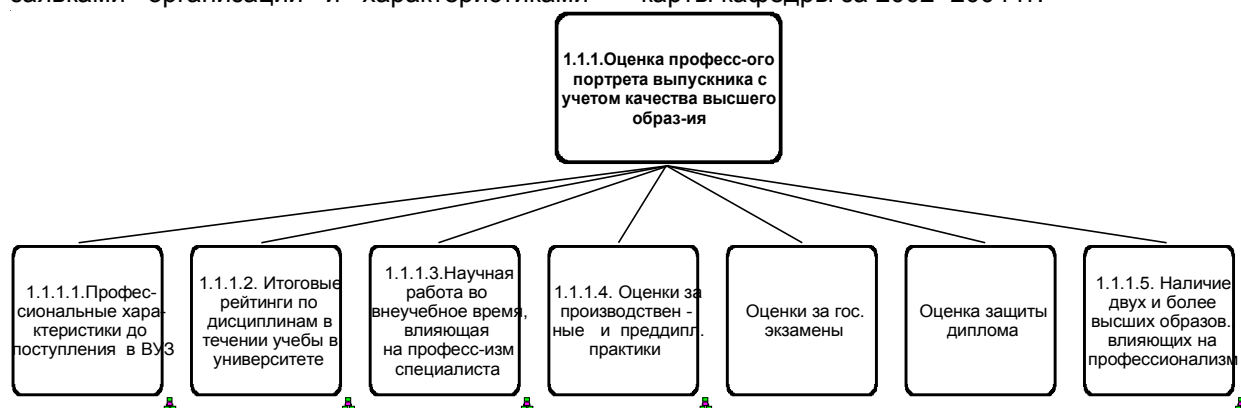 заявками организаций и характеристиками карты кафедры за 2002-2004 гг.
1.1.1.Оценка професс-ого
портрета выпускника с
учетом качества высшего
образ-ия
1.1.1.1.Профес-
сиональные хара-
ктеристики до
поступления в ВУЗ
1.1.1.2. Итоговые
рейтинги по
дисциплинам в
течении учебы в
университете
1.1.1.3.Научная
работа во
внеучебное время,
влияющая
на професс-изм
специалиста
1.1.1.4. Оценки за
производствен -
ные и преддипл.
практики
Оценки за гос.
экзамены
Оценка защиты
диплома
1.1.1.5. Наличие
двух и более
высших образов.
влияющих на
профессионализм